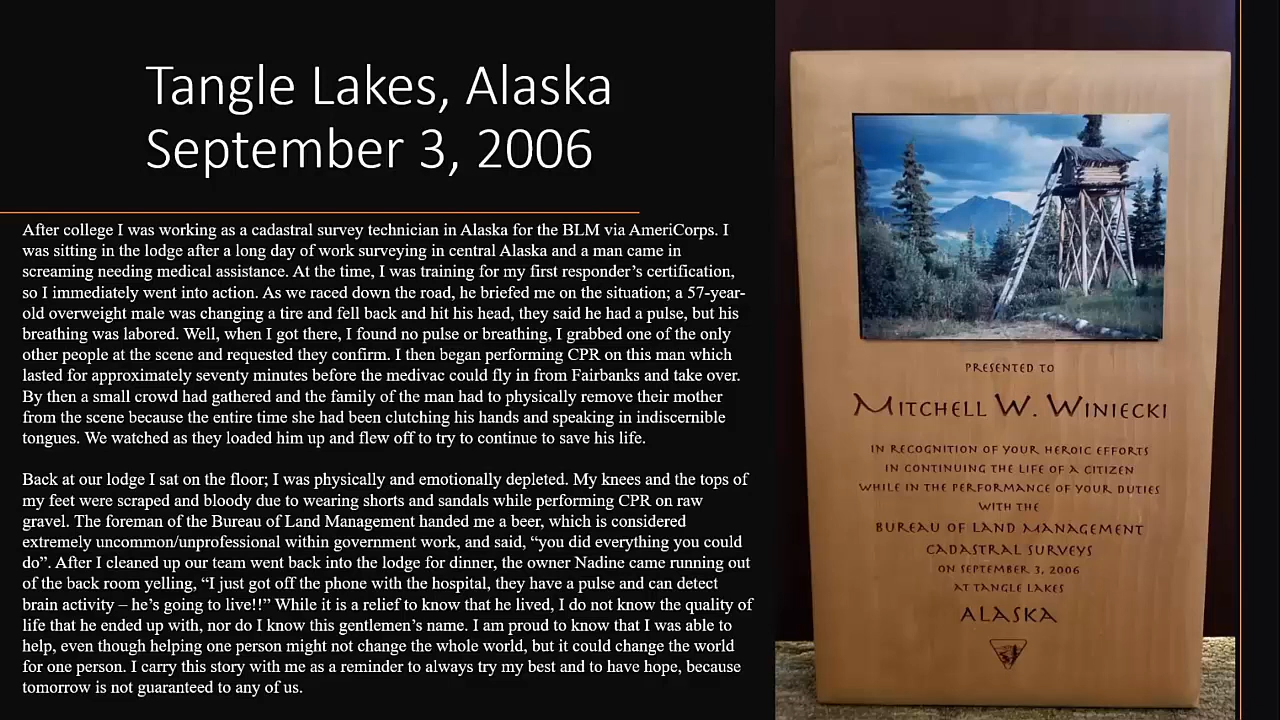 Tangle Lakes, Alaska
September 3, 2006
After college I was working as a cadastral survey technician in Alaska for the BLM via AmeriCorps. I
was sitting in the lodge after a long day of work surveying in central Alaska and a man came in
screaming needing medical assistance. At the time, I was training for my first responder’s certification,
so I immediately went into action. As we raced down the road, he briefed me on the situation; a 57-year-
old overweight male was changing a tire and fell back and hit his head, they said he had a pulse, but his
breathing was labored. Well, when I got there, I found no pulse or breathing, I grabbed one of the only
other people at the scene and requested they confirm. I then began performing CPR on this man which
lasted for approximately seventy minutes before the medivac could fly in from Fairbanks and take over.
By then a small crowd had gathered and the family of the man had to physically remove their mother
from the scene because the entire time she had been clutching his hands and speaking in indiscernible
tongues. We watched as they loaded him up and flew off to try to continue to save his life.
Back at our lodge I sat on the floor; I was physically and emotionally depleted. My knees and the tops of
my feet were scraped and bloody due to wearing shorts and sandals while performing CPR on raw
gravel. The foreman of the Bureau of Land Management handed me a beer, which is considered
extremely uncommon/unprofessional within government work, and said, “you did everything you could
do”. After I cleaned up our team went back into the lodge for dinner, the owner Nadine came running out
of the back room yelling, “I just got off the phone with the hospital, they have a pulse and can detect
brain activity – he’s going to live!!” While it is a relief to know that he lived, I do not know the quality of
life that he ended up with, nor do I know this gentlemen’s name. I am proud to know that I was able to
help, even though helping one person might not change the whole world, but it could change the world
for one person. I carry this story with me as a reminder to always try my best and to have hope, because
tomorrow is not guaranteed to any of us.
PRESENTED TO
MITCHELL W. WINIECKI
IN RECOGNITION OF YOUR HEROIC EFFORTS
IN CONTINUING THE LIFE OF A CITIZEN
WHILE IN THE PERFORMANCE OF YOUR DUTIES
WITH THE
BUREAU OF LAND MANAGEMENT
CADASTRAL SURVEYS
ON SEPTEMBER 3, 2006
AT TANGLE LAKES
ALASKA